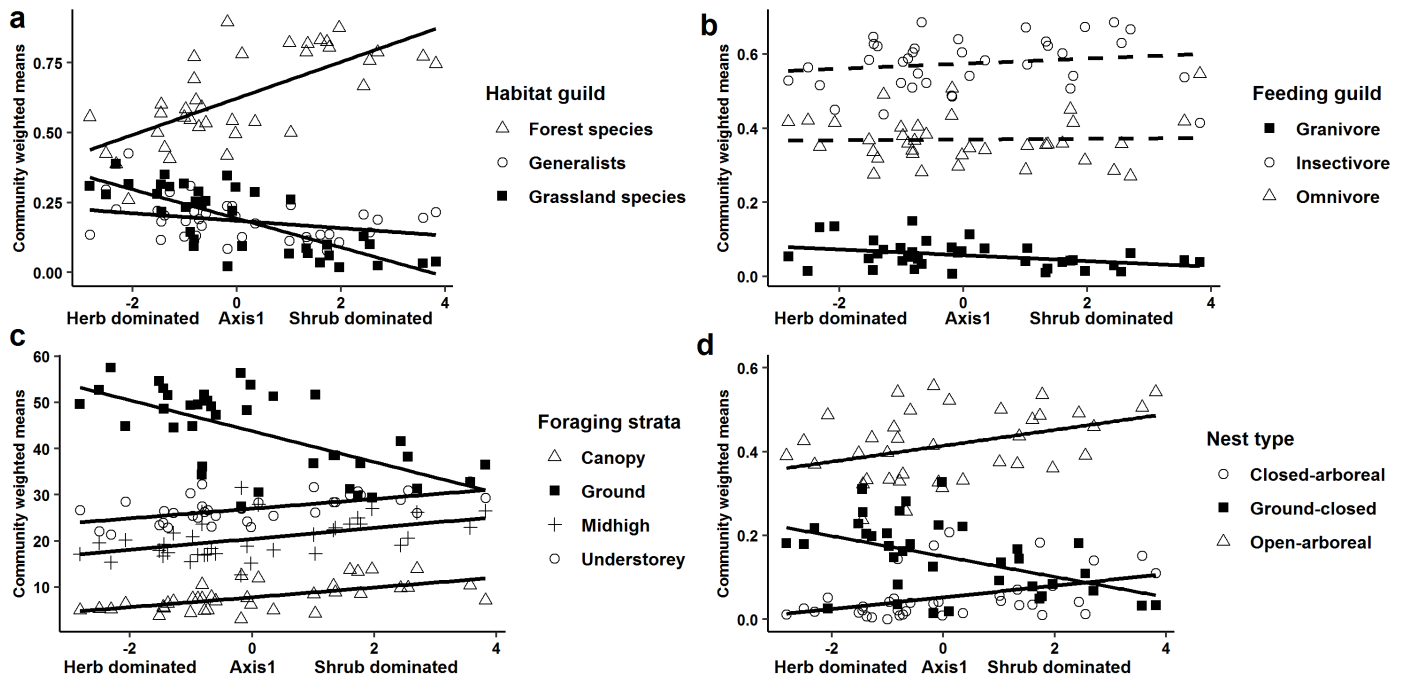 a
Community weighted means
0.75
0.50
0.25
0.00
-2
0
2
4
Herb dominated
Axis1
Shrub dominated
Habitat guild
Forest species
Generalists
Grassland species
b
Community weighted means
0.6
0.4
0.2
0.0
-2
0
2
4
Herb dominated
Axis1
Shrub dominated
Feeding guild
Granivore
Insectivore
Omnivore
c
Community weighted means
60
50
40
30
20
10
-2
0
2
4
Herb dominated
Axis1
Shrub dominated
Foraging strata
Canopy
Ground
Midhigh
Understorey
d
Community weighted means
0.6
0.4
0.2
0.0
-2
0
2
4
Herb dominated
Axis1
Shrub dominated
Nest type
Closed-arboreal
Ground-closed
Open-arboreal